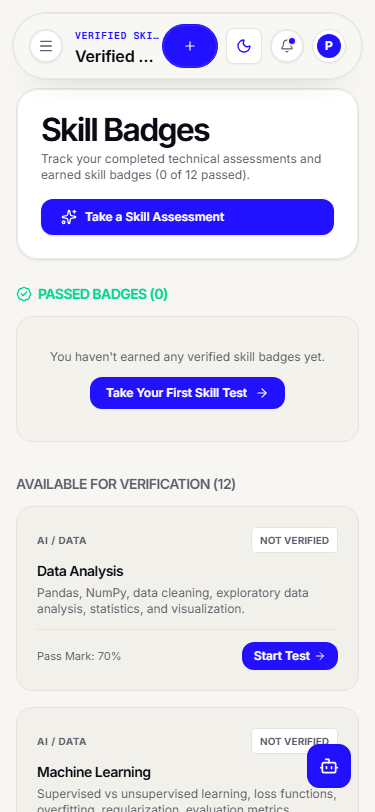 VERIFIED SKI…
Verified …
P
Skill Badges
Track your completed technical assessments and
earned skill badges (0 of 12 passed).
Take a Skill Assessment
PASSED BADGES (0)
You haven't earned any verified skill badges yet.
Take Your First Skill Test →
AVAILABLE FOR VERIFICATION (12)
AI / DATA
NOT VERIFIED
Data Analysis
Pandas, NumPy, data cleaning, exploratory data
analysis, statistics, and visualization.
Pass Mark: 70%
Start Test →
AI / DATA
NOT VERIFIED
Machine Learning
Supervised vs unsupervised learning, loss functions,
overfitting, regularization, evaluation metrics